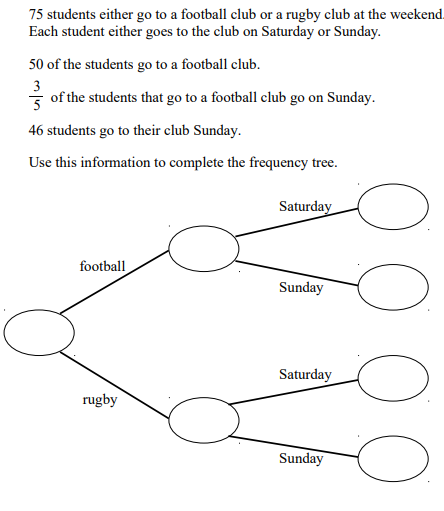 75 students either go to a football club or a rugby club at the weekend.
Each student either goes to the club on Saturday or Sunday.
50 of the students go to a football club.
3/5 of the students that go to a football club go on Sunday.
46 students go to their club Sunday.
Use this information to complete the frequency tree.
Saturday
football
Sunday
Saturday
rugby
Sunday